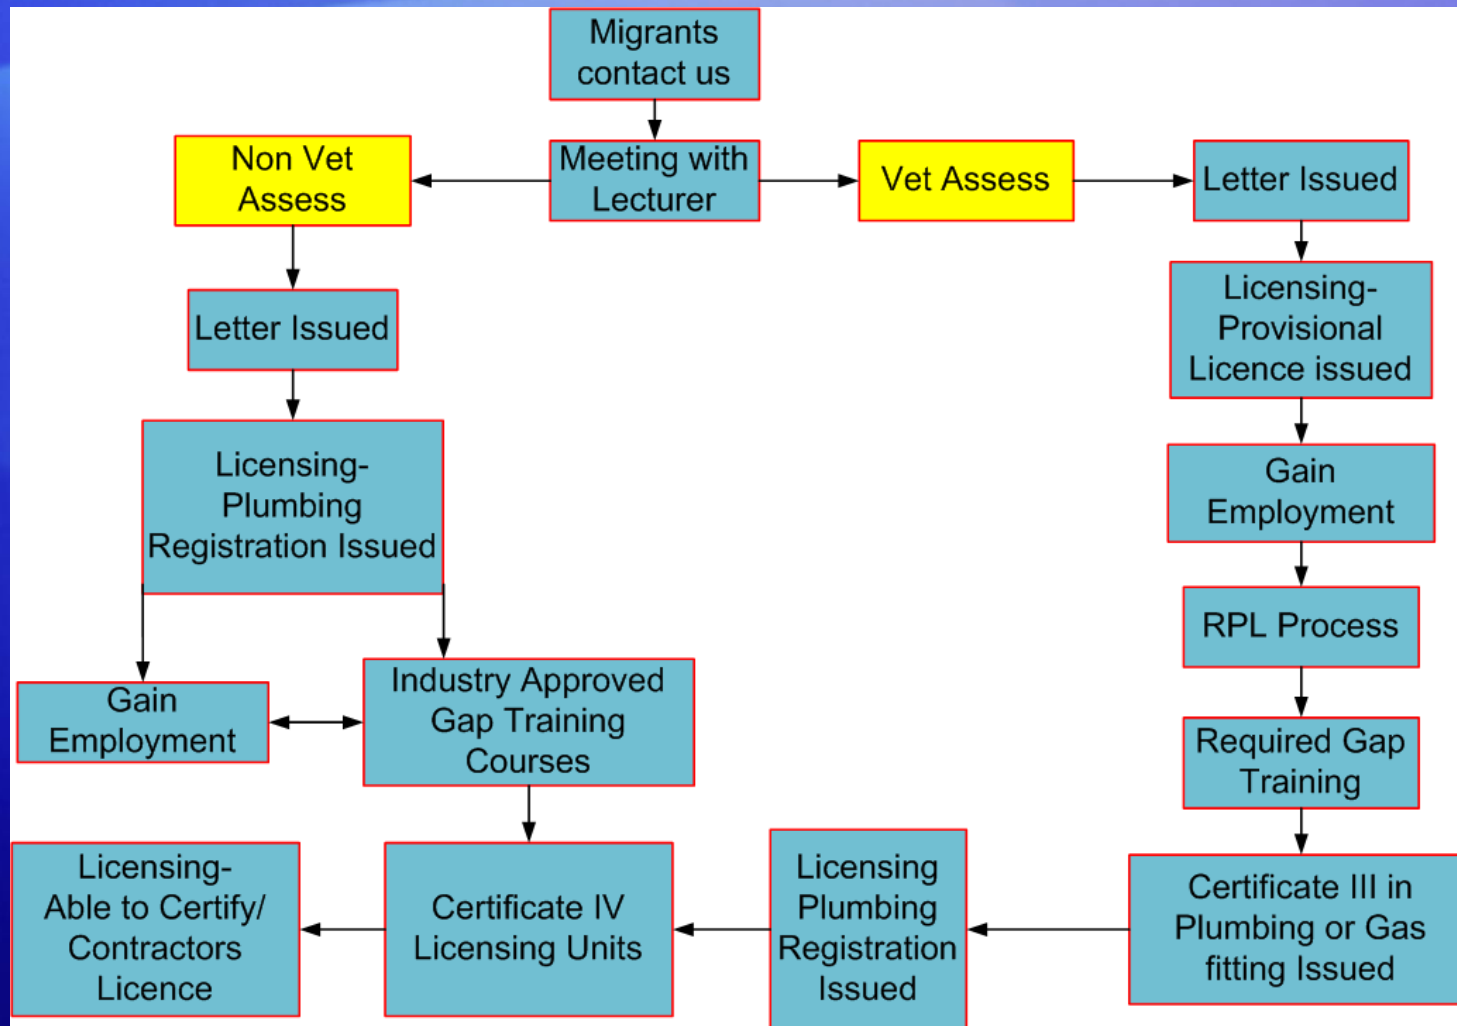 Migrants
contact us
Non Vet
Assess
Meeting with
Lecturer
Vet Assess
Letter Issued
Letter Issued
Licensing-
Provisional
Licence issued
Licensing-
Plumbing
Registration Issued
Gain
Employment
RPL Process
Gain
Employment
Industry Approved
Gap Training
Courses
Required Gap
Training
Licensing-
Able to Certify/
Contractors
Licence
Certificate IV
Licensing Units
Licensing
Plumbing
Registration
Issued
Certificate III in
Plumbing or Gas
fitting Issued